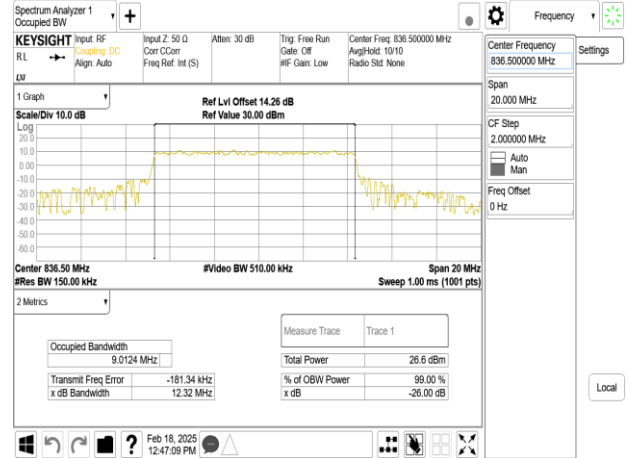 Spectrum Analyzer 1
Occupied BW
Frequency
KEYSIGHT
RL
Input: RF
Coupling: DC
Align: Auto
Input Z: 50 Ω
Corr CCorr
Freq Ref: Int (S)
Atten: 30 dB
Trig: Free Run
Gate: Off
#IF Gain: Low
Center Freq: 836.500000 MHz
Avg|Hold: 10/10
Radio Std: None
Center Frequency
836.500000 MHz
Settings
Span
20.000 MHz
CF Step
2.000000 MHz
Auto
Man
Freq Offset
0 Hz
Local
1 Graph
Ref Lvl Offset 14.26 dB
Scale/Div 10.0 dB
Ref Value 30.00 dBm
Log
20.0
10.0
0.00
-10.0
-20.0
-30.0
-40.0
-50.0
-60.0
Center 836.50 MHz
#Video BW 510.00 kHz
Span 20 MHz
#Res BW 150.00 kHz
Sweep 1.00 ms (1001 pts)
2 Metrics
Measure Trace Trace 1
Occupied Bandwidth
9.0124 MHz
Total Power 26.6 dBm
Transmit Freq Error -181.34 kHz
% of OBW Power 99.00 %
x dB Bandwidth 12.32 MHz
x dB -26.00 dB
Feb 18, 2025
12:47:09 PM